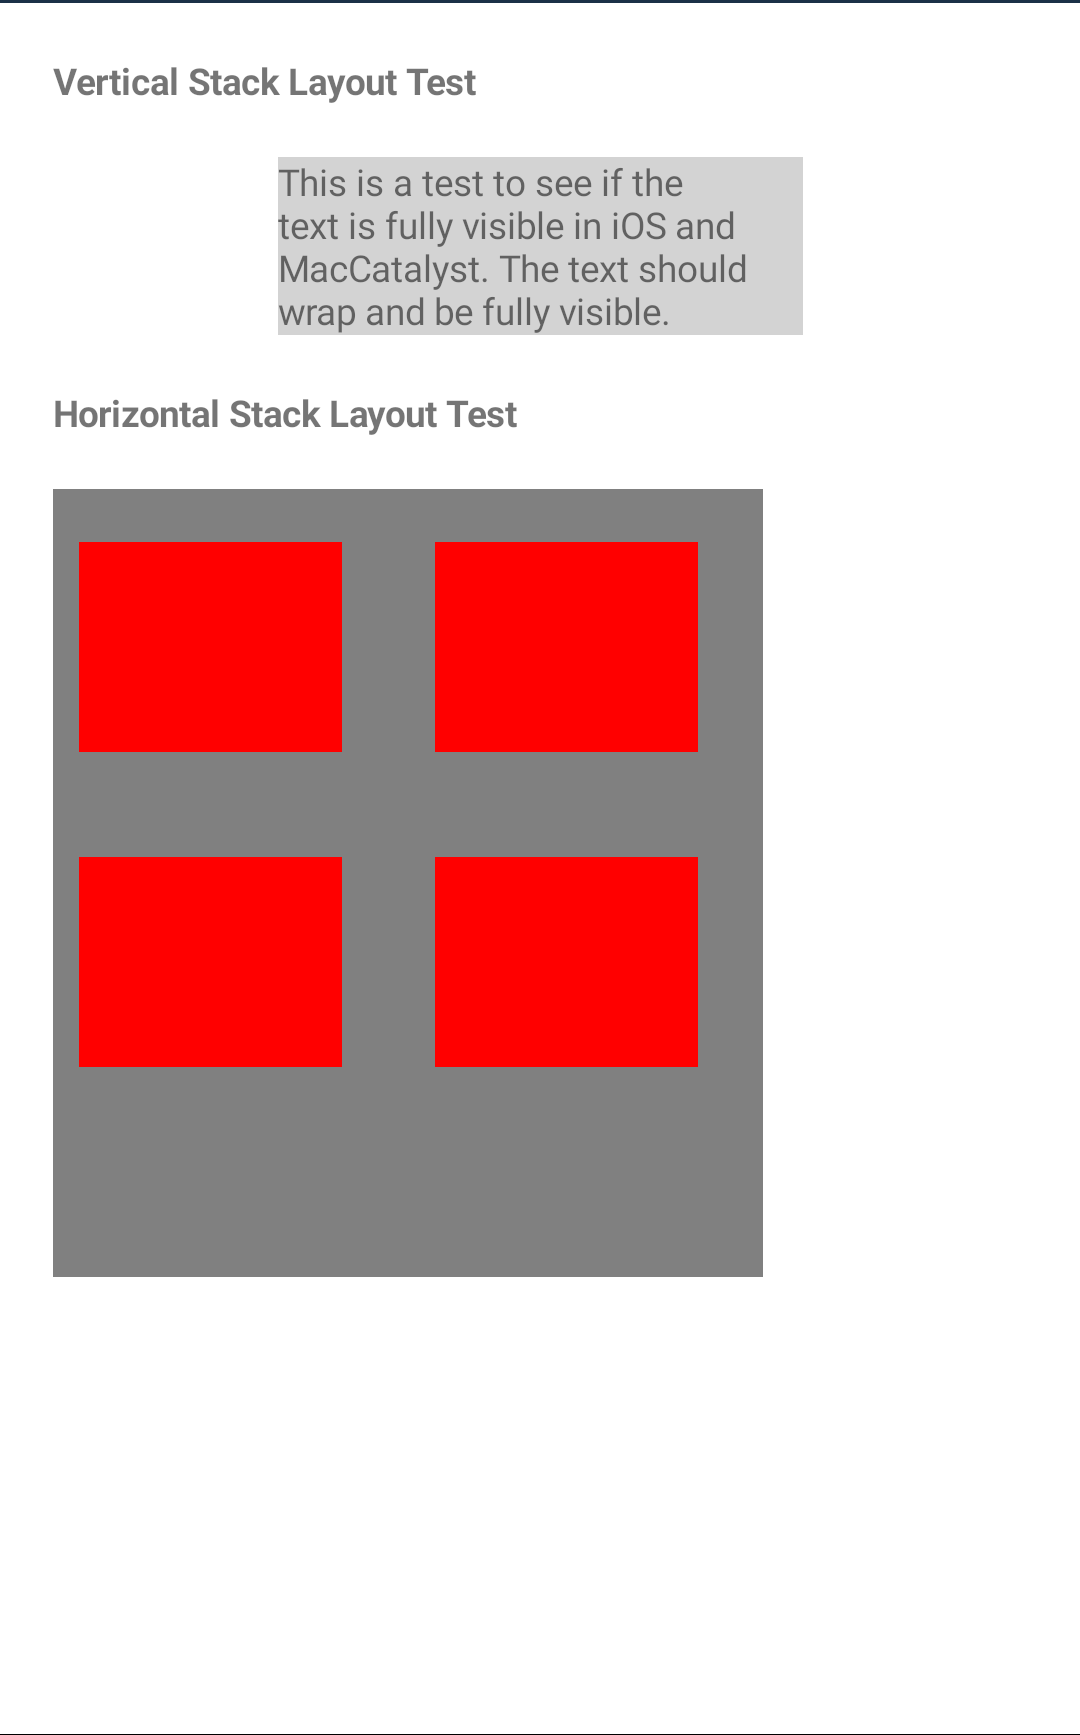 Vertical Stack Layout Test
This is a test to see if the
text is fully visible in iOS and
MacCatalyst. The text should
wrap and be fully visible.
Horizontal Stack Layout Test